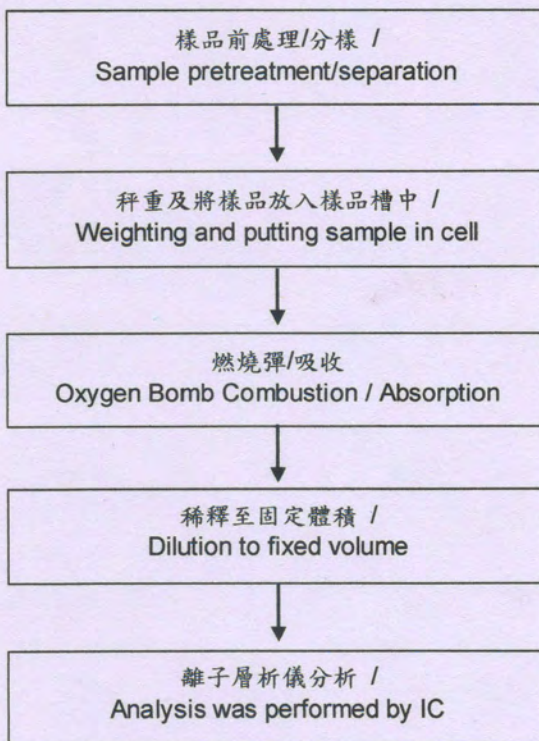 樣品前處理/分樣 /
Sample pretreatment/separation
秤重及將樣品放入樣品槽中 /
Weighting and putting sample in cell
燃燒彈/吸收
Oxygen Bomb Combustion / Absorption
稀釋至固定體積 /
Dilution to fixed volume
離子層析儀分析 /
Analysis was performed by IC